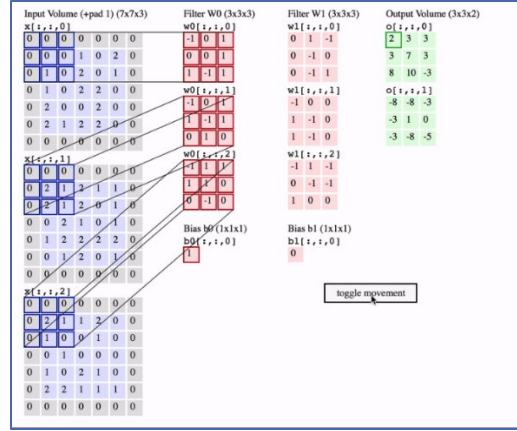 Input Volume (+pad 1) (7x7x3)
x[:,:,0]
0 0 0 0 0 0 0
0 0 0 1 0 2 0
0 1 0 2 0 1 0
0 1 0 2 2 0 0
0 2 0 0 2 0 0
0 2 1 2 2 0 0
0 0 0 0 0 0 0
x[:,:,1]
0 0 0 0 0 0 0
0 2 1 2 1 1 0
0 2 1 2 0 1 0
0 0 2 1 0 1 0
0 1 2 2 2 2 0
0 0 1 2 0 1 0
0 0 0 0 0 0 0
x[:,:,2]
0 0 0 0 0 0 0
0 2 1 1 2 0 0
0 1 0 0 1 0 0
0 0 1 0 0 0 0
0 1 0 2 1 0 0
0 2 2 1 1 1 0
0 0 0 0 0 0 0
Filter W0 (3x3x3)
w0[:,:,0]
-1 0 1
0 0 1
1 -1 1
w0[:,:,1]
-1 0 1
1 -1 1
0 1 0
w0[:,:,2]
-1 1 1
1 1 0
0 -1 0
Bias b0 (1x1x1)
b0[:,:,0]
1
Filter W1 (3x3x3)
w1[:,:,0]
0 1 -1
0 -1 0
0 -1 1
w1[:,:,1]
-1 0 0
1 -1 0
1 -1 0
w1[:,:,2]
-1 1 -1
0 -1 -1
1 0 0
Bias b1 (1x1x1)
b1[:,:,0]
0
Output Volume (3x3x2)
o[:,:,0]
2 3 3
3 7 3
8 10 -3
o[:,:,1]
-8 -8 -3
-3 1 0
-3 -8 -5
toggle movement